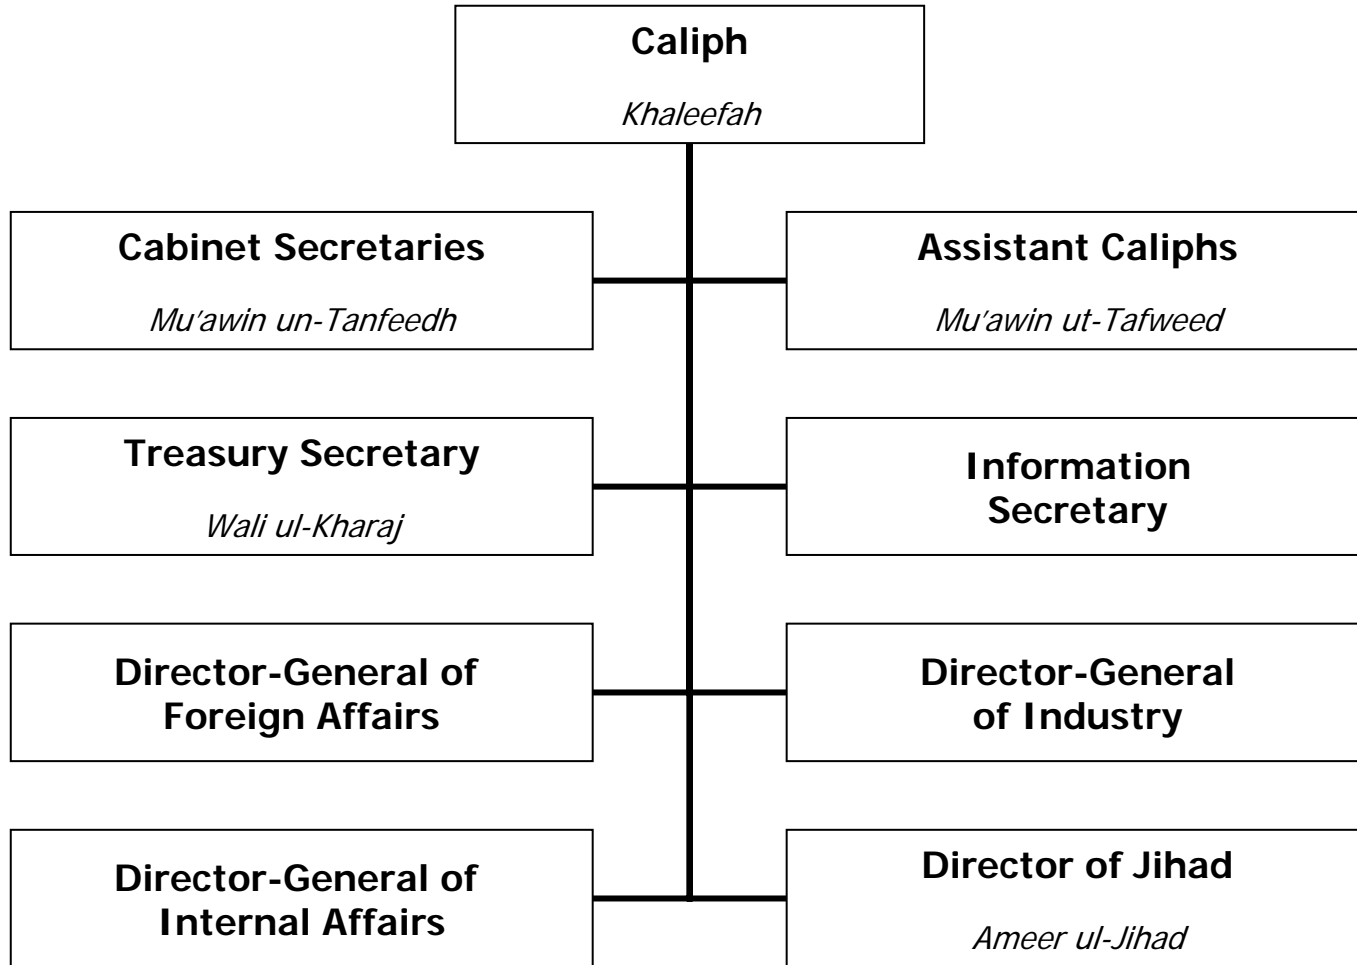 Caliph
Khaleefah
Cabinet Secretaries
Mu’awin un-Tanfeedh
Assistant Caliphs
Mu’awin ut-Tafweed
Treasury Secretary
Wali ul-Kharaj
Information
Secretary
Director-General of
Foreign Affairs
Director-General
of Industry
Director-General of
Internal Affairs
Director of Jihad
Ameer ul-Jihad